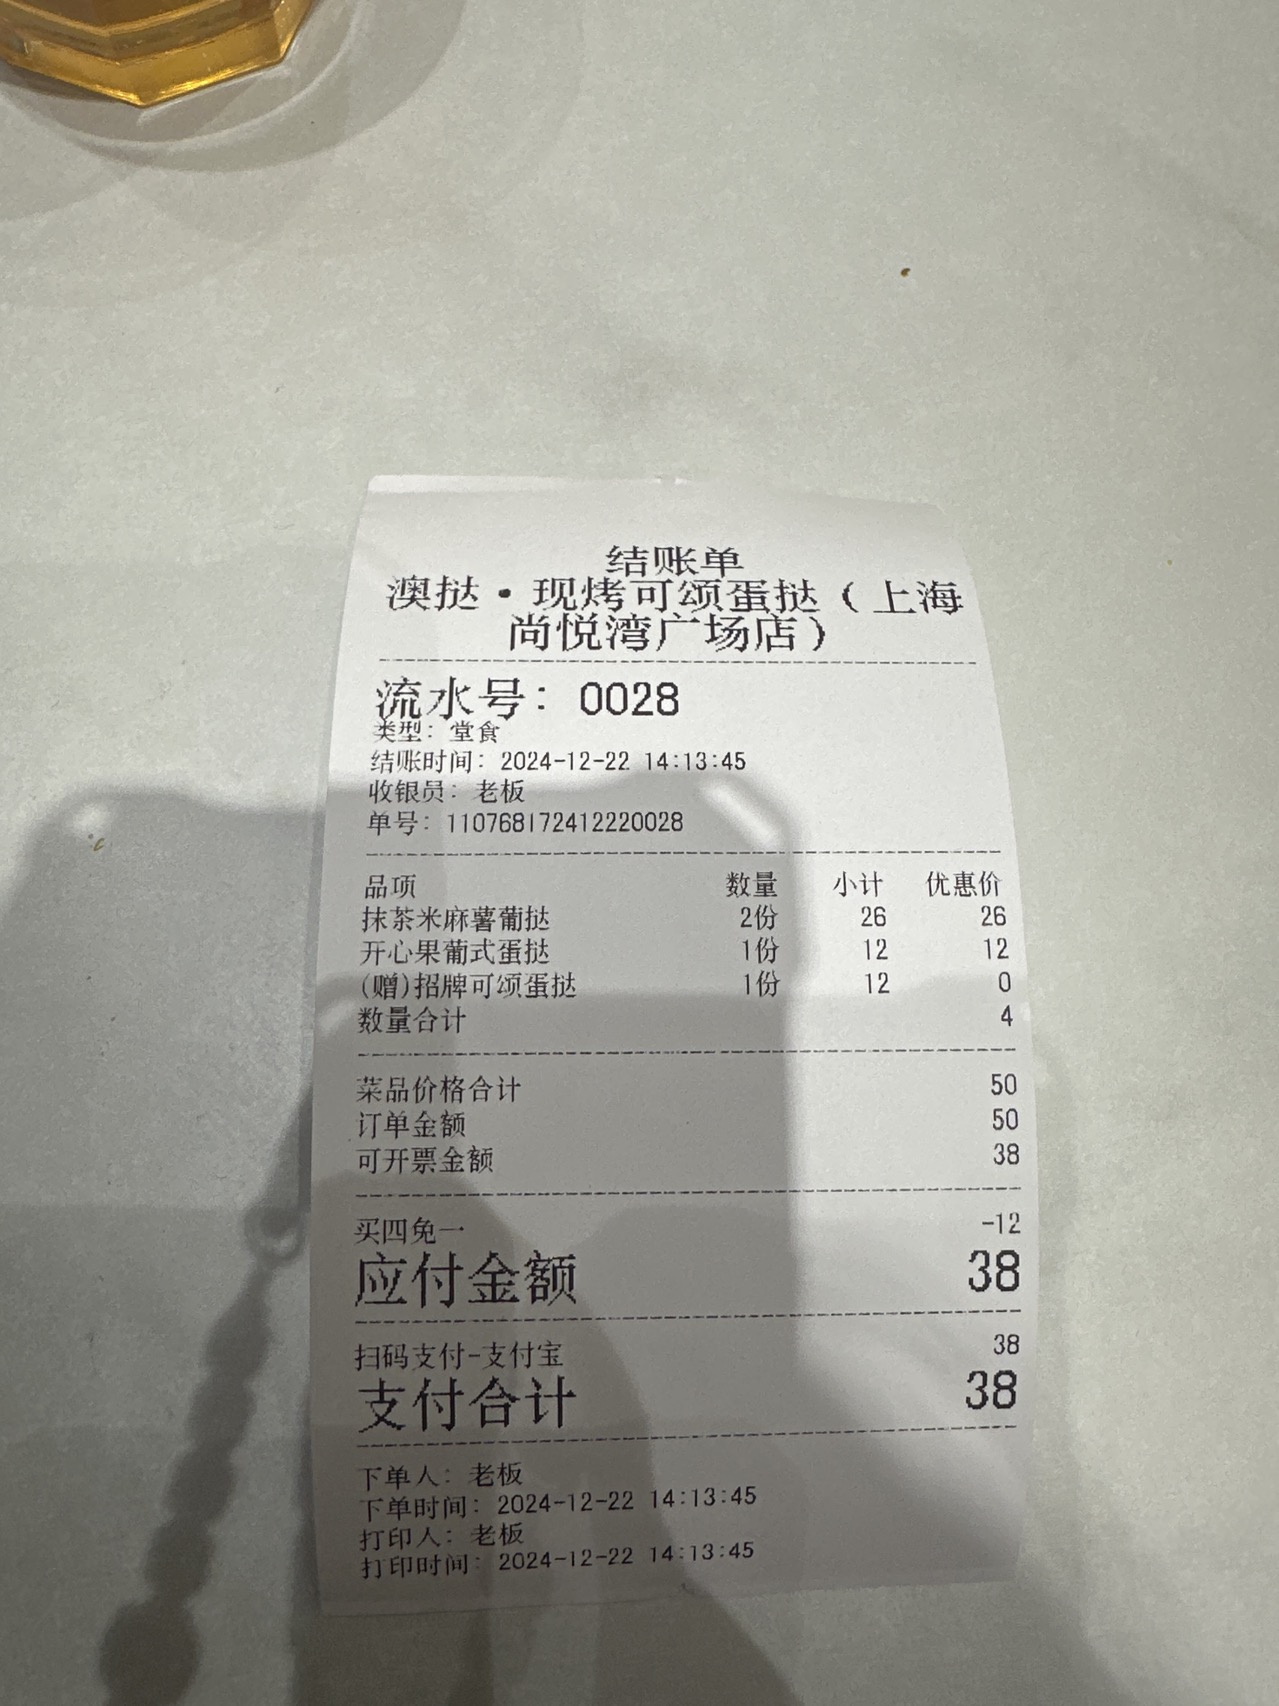 结账单
澳挞·现烤可颂蛋挞（上海
尚悦湾广场店）
流水号：0028
类型：堂食
结账时间：2024-12-22 14:13:45
收银员：老板
单号：110768172412220028
品项 数量 小计 优惠价
抹茶米麻薯葡挞 2份 26 26
开心果葡式蛋挞 1份 12 12
(赠)招牌可颂蛋挞 1份 12 0
数量合计 4
菜品价格合计 50
订单金额 50
可开票金额 38
买四免一 -12
应付金额 38
扫码支付-支付宝 38
支付合计 38
下单人：老板
下单时间：2024-12-22 14:13:45
打印人：老板
打印时间：2024-12-22 14:13:45